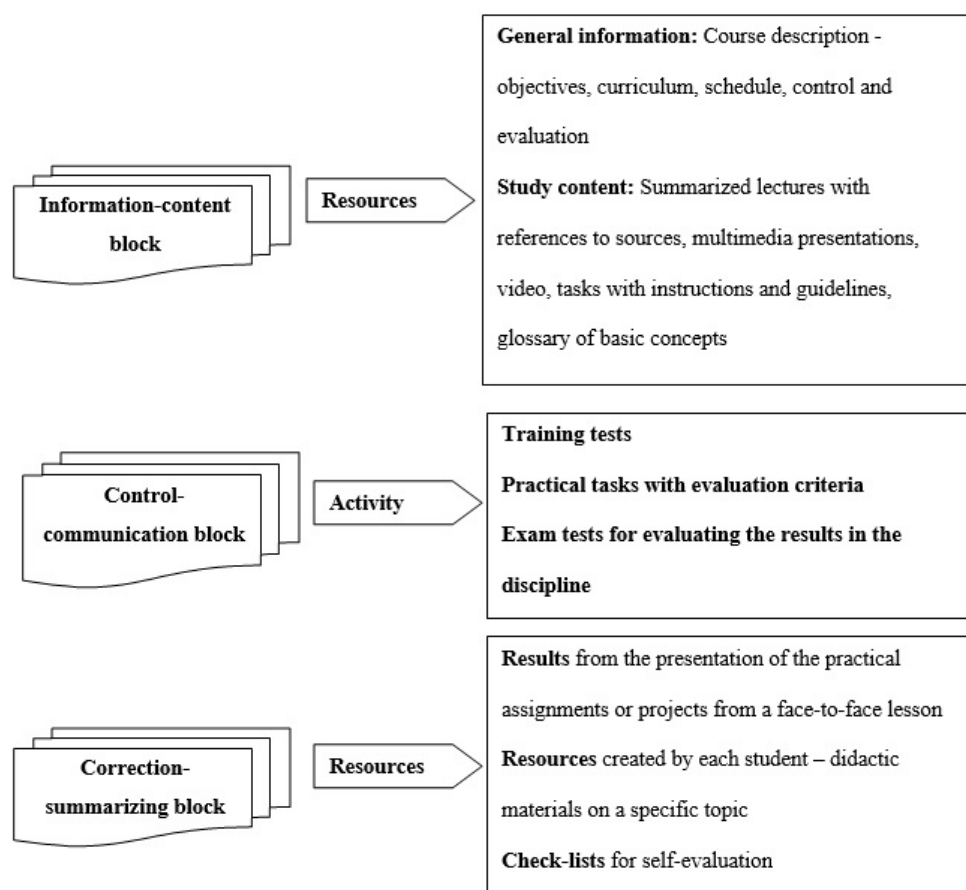 Information-content
block
Resources
General information: Course description -
objectives, curriculum, schedule, control and
evaluation
Study content: Summarized lectures with
references to sources, multimedia presentations,
video, tasks with instructions and guidelines,
glossary of basic concepts
Control-
communication block
Activity
Training tests
Practical tasks with evaluation criteria
Exam tests for evaluating the results in the
discipline
Correction-
summarizing block
Resources
Results from the presentation of the practical
assignments or projects from a face-to-face lesson
Resources created by each student – didactic
materials on a specific topic
Check-lists for self-evaluation